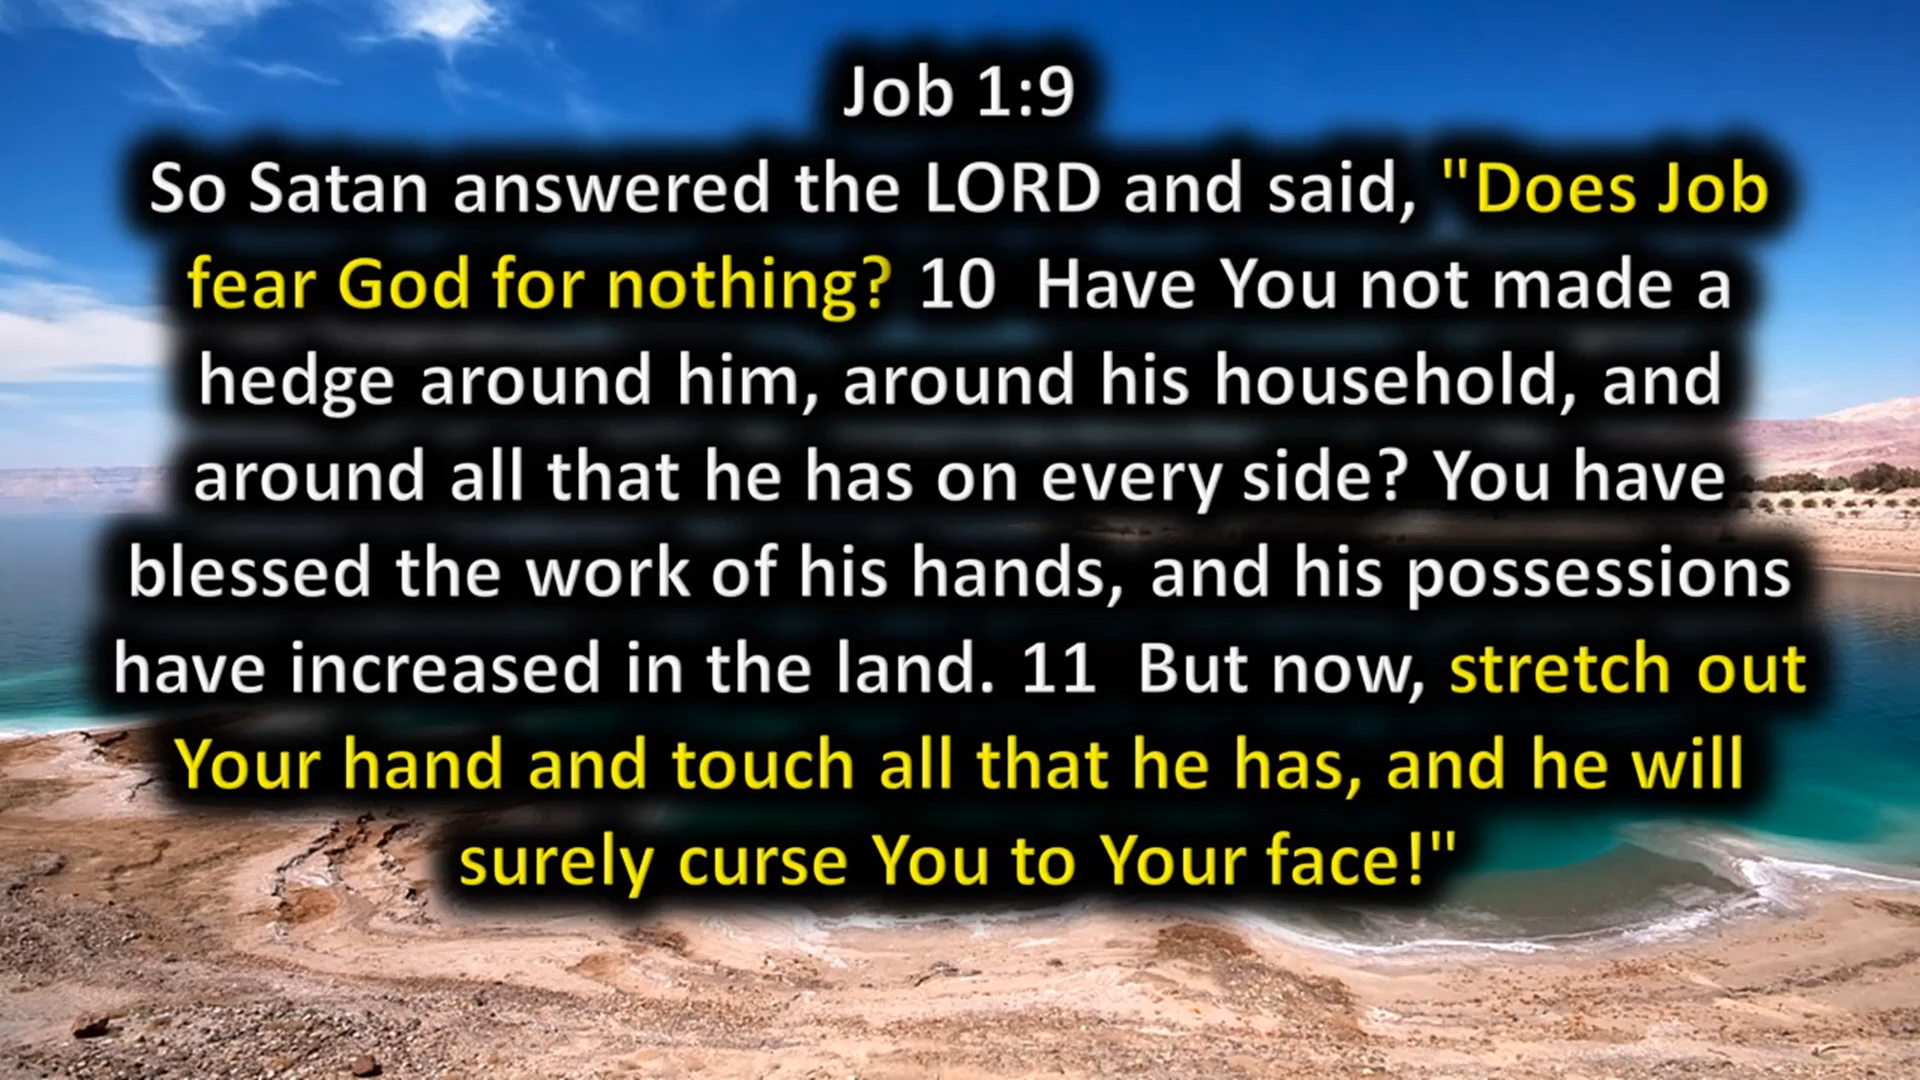 Job 1:9
So Satan answered the LORD and said, "Does Job
fear God for nothing? 10  Have You not made a
hedge around him, around his household, and
around all that he has on every side? You have
blessed the work of his hands, and his possessions
have increased in the land. 11  But now, stretch out
Your hand and touch all that he has, and he will
surely curse You to Your face!"